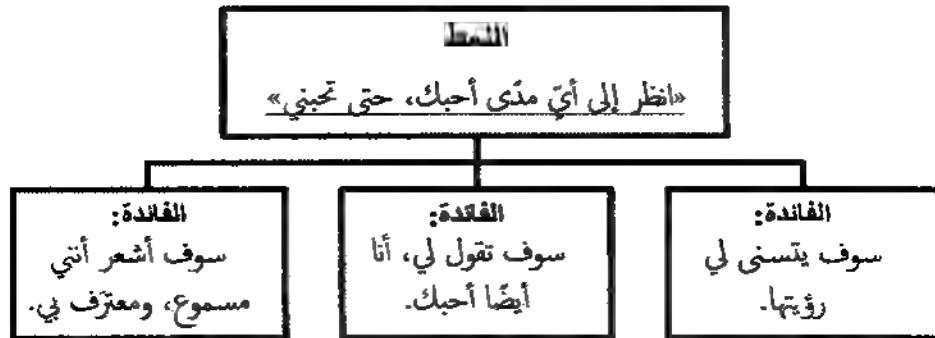 النمط
«انظر إلى أيّ مدًى أحبك، حتى تحبني»
الفائدة:
سوف يتسنى لي
رؤيتها.
الفائدة:
سوف تقول لي، أنا
أيضًا أحبك.
الفائدة:
سوف أشعر أنني
مسموع، ومعترَف بي.